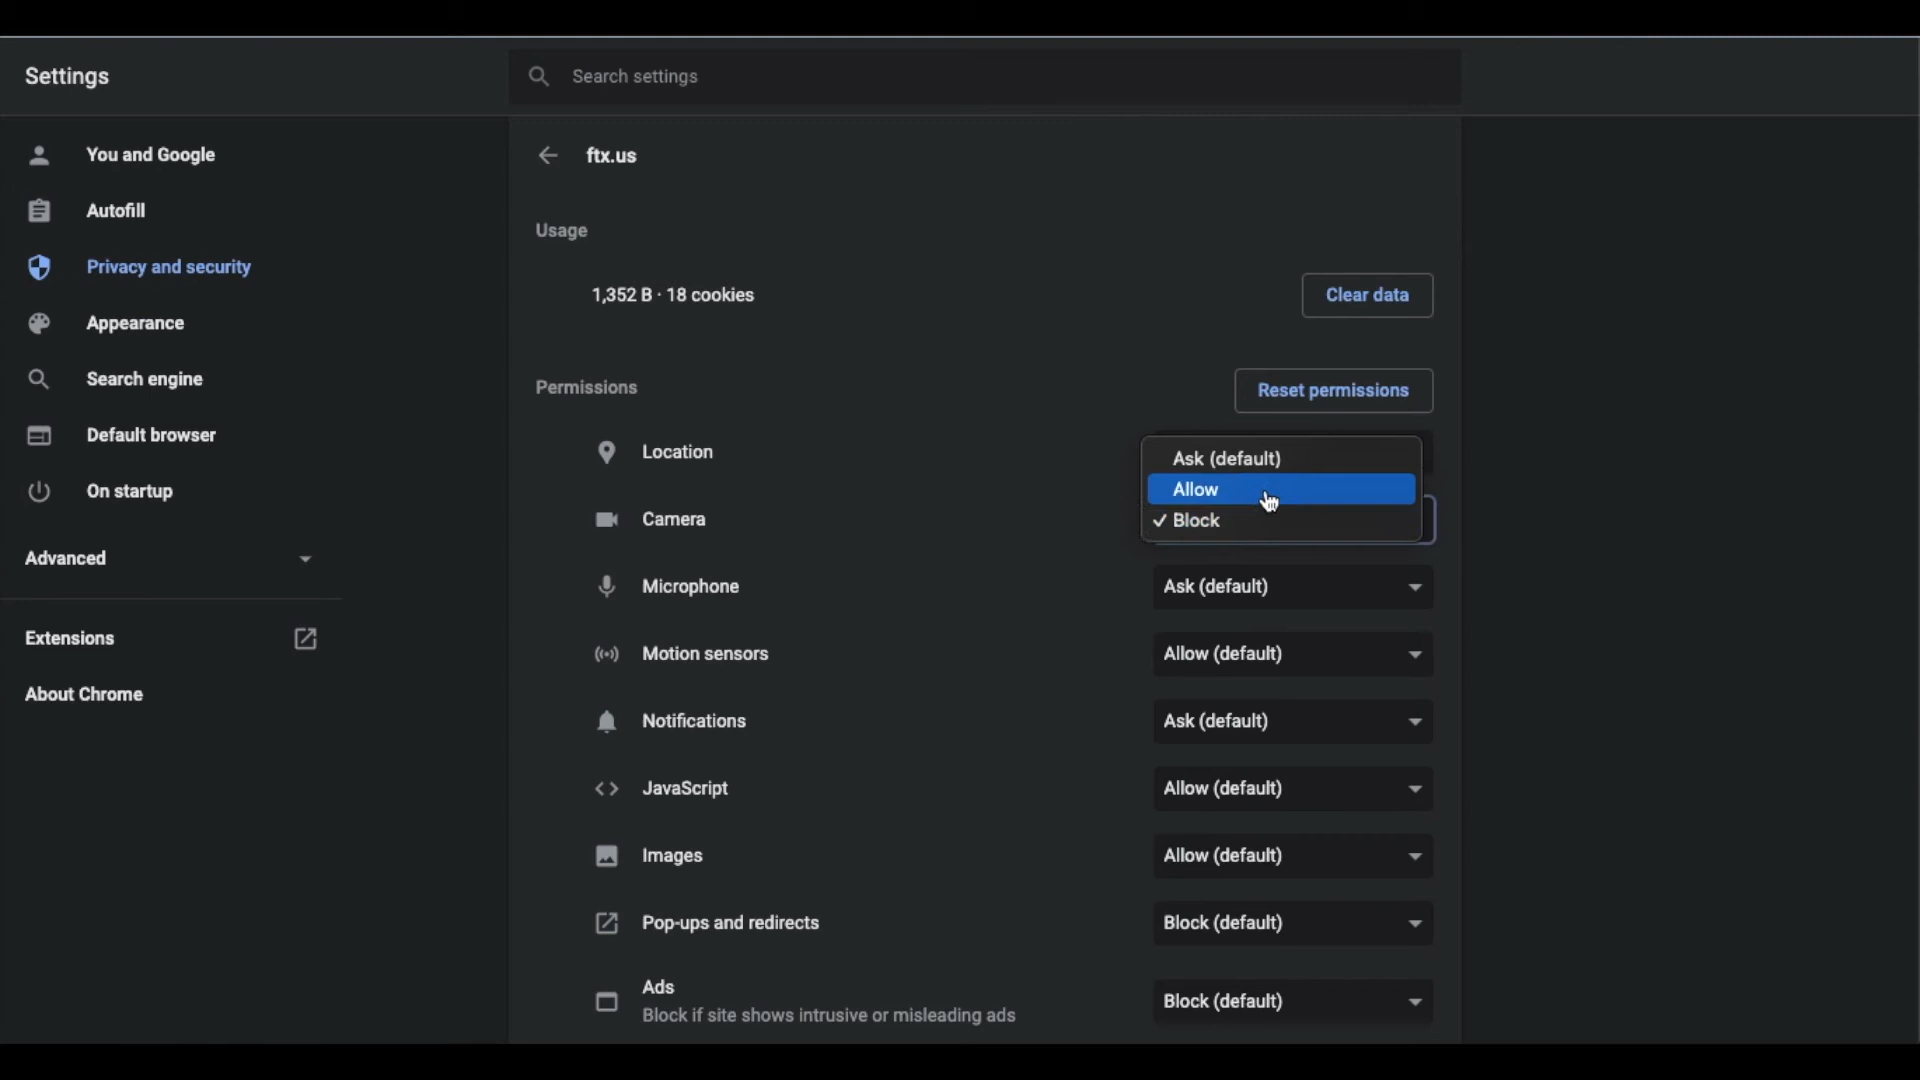 Settings
Search settings
You and Google
Autofill
Privacy and security
Appearance
Search engine
Default browser
On startup
Advanced
Extensions
About Chrome
ftx.us
Usage
1,352 B · 18 cookies
Clear data
Permissions
Reset permissions
Location
Ask (default)
Allow
✓ Block
Camera
Microphone
Ask (default)
Motion sensors
Allow (default)
Notifications
Ask (default)
JavaScript
Allow (default)
Images
Allow (default)
Pop-ups and redirects
Block (default)
Ads
Block if site shows intrusive or misleading ads
Block (default)